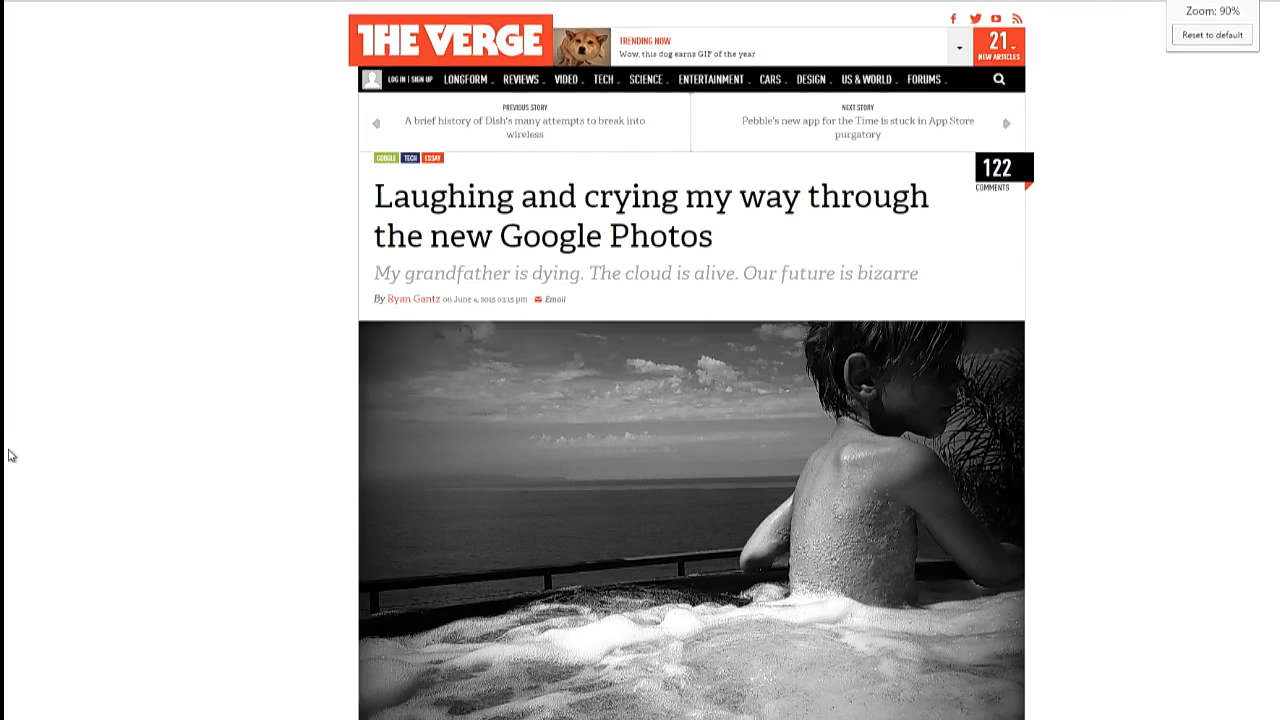 Zoom: 90%
Reset to default
THE VERGE
TRENDING NOW
Wow, this dog earns GIF of the year
21
NEW ARTICLES
LOG IN | SIGN UP
LONGFORM
REVIEWS
VIDEO
TECH
SCIENCE
ENTERTAINMENT
CARS
DESIGN
US & WORLD
FORUMS
PREVIOUS STORY
A brief history of Dish's many attempts to break into
wireless
NEXT STORY
Pebble's new app for the Time is stuck in App Store
purgatory
GOOGLE
TECH
ESSAY
122
COMMENTS
Laughing and crying my way through
the new Google Photos
My grandfather is dying. The cloud is alive. Our future is bizarre
By Ryan Gantz on June 4, 2015 03:15 pm
Email